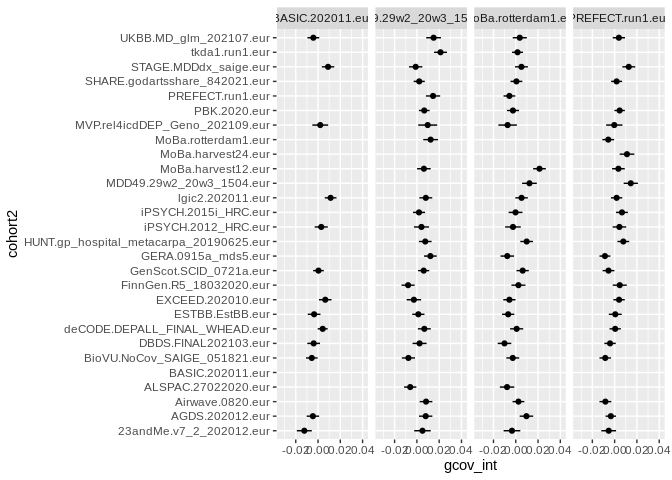 BASIC.202011.eu
9.29w2_20w3_15
oBa.rotterdam1.e
PREFECT.run1.eu
UKBB.MD_glm_202107.eur
tkda1.run1.eur
STAGE.MDDdx_saige.eur
SHARE.godartsshare_842021.eur
PREFECT.run1.eur
PBK.2020.eur
MVP.rel4icdDEP_Geno_202109.eur
MoBa.rotterdam1.eur
MoBa.harvest24.eur
MoBa.harvest12.eur
MDD49.29w2_20w3_1504.eur
lgic2.202011.eur
iPSYCH.2015i_HRC.eur
iPSYCH.2012_HRC.eur
HUNT.gp_hospital_metacarpa_20190625.eur
GERA.0915a_mds5.eur
GenScot.SCID_0721a.eur
FinnGen.R5_18032020.eur
EXCEED.202010.eur
ESTBB.EstBB.eur
deCODE.DEPALL_FINAL_WHEAD.eur
DBDS.FINAL202103.eur
BioVU.NoCov_SAIGE_051821.eur
BASIC.202011.eur
ALSPAC.27022020.eur
Airwave.0820.eur
AGDS.202012.eur
23andMe.v7_2_202012.eur
cohort2
-0.02 0.00 0.02 0.04 -0.02 0.00 0.02 0.04 -0.02 0.00 0.02 0.04 -0.02 0.00 0.02 0.04
gcov_int